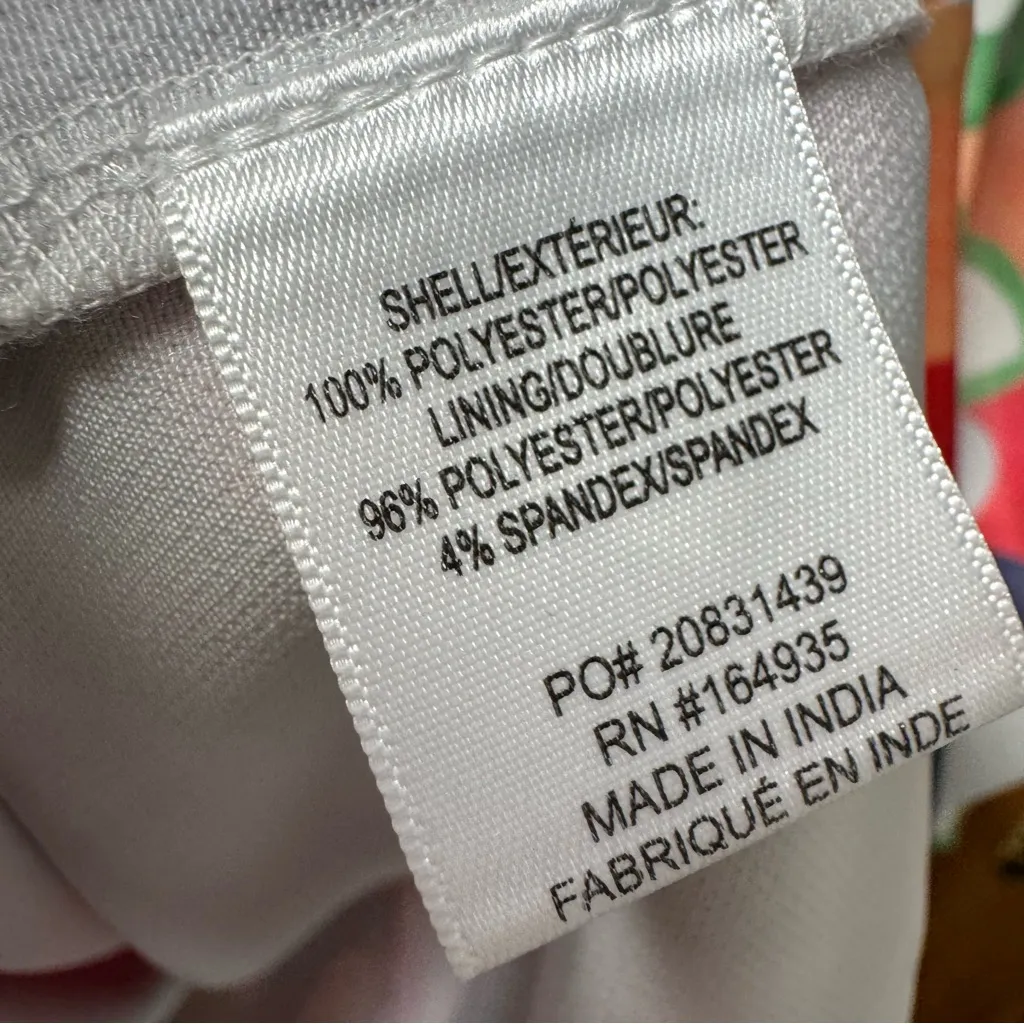 SHELL/EXTÉRIEUR:
100% POLYESTER/POLYESTER
LINING/DOUBLURE
96% POLYESTER/POLYESTER
4% SPANDEX/SPANDEX
PO# 20831439
RN #164935
MADE IN INDIA
FABRIQUÉ EN INDE